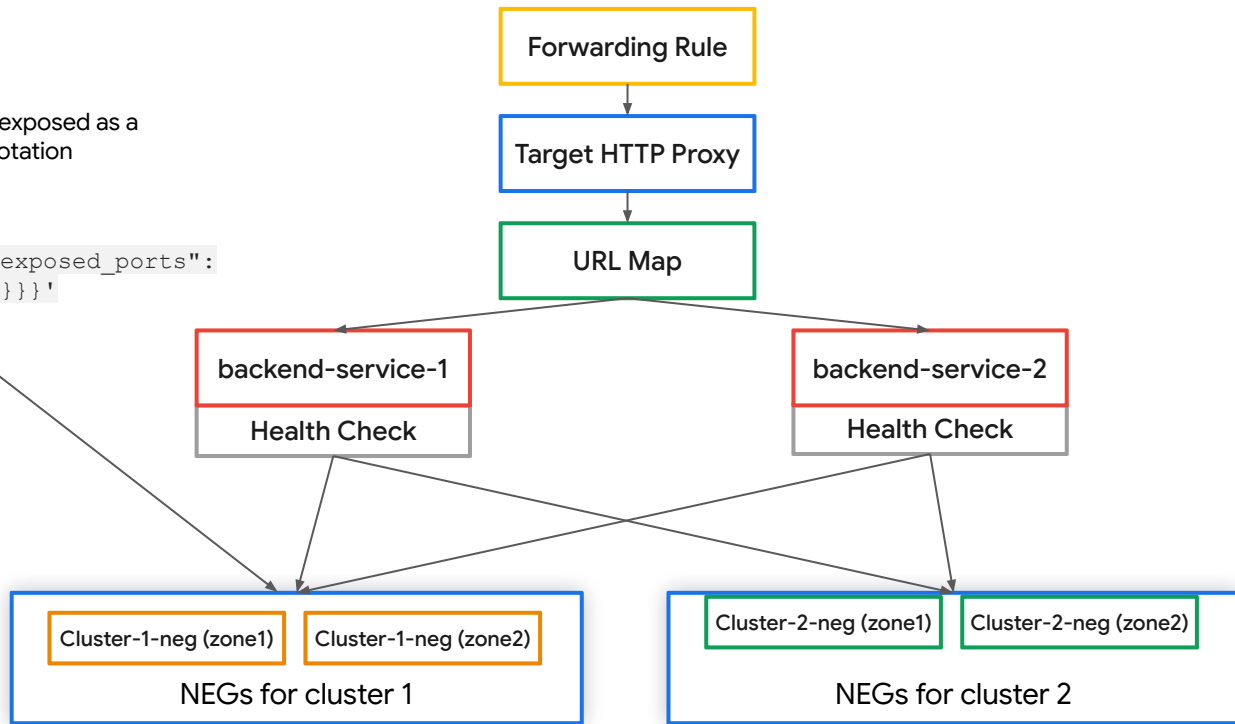 Forwarding Rule
exposed as a
Target HTTP Proxy
exposed_ports":
}}}'
URL Map
backend-service-1
backend-service-2
Health Check
Health Check
Cluster-1-neg (zone1)
Cluster-1-neg (zone2)
Cluster-2-neg (zone1)
Cluster-2-neg (zone2)
NEGs for cluster 1
NEGs for cluster 2